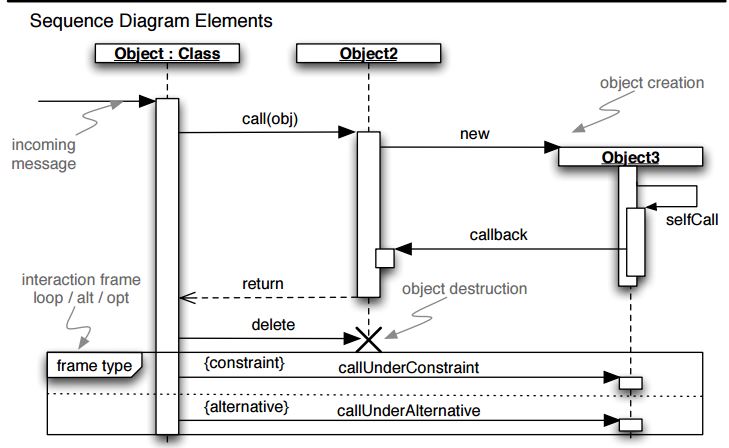 Sequence Diagram Elements
Object : Class
Object2
object creation
call(obj)
new
incoming
message
Object3
selfCall
callback
interaction frame
loop / alt / opt
return
object destruction
delete
frame type
{constraint}
callUnderConstraint
{alternative}
callUnderAlternative